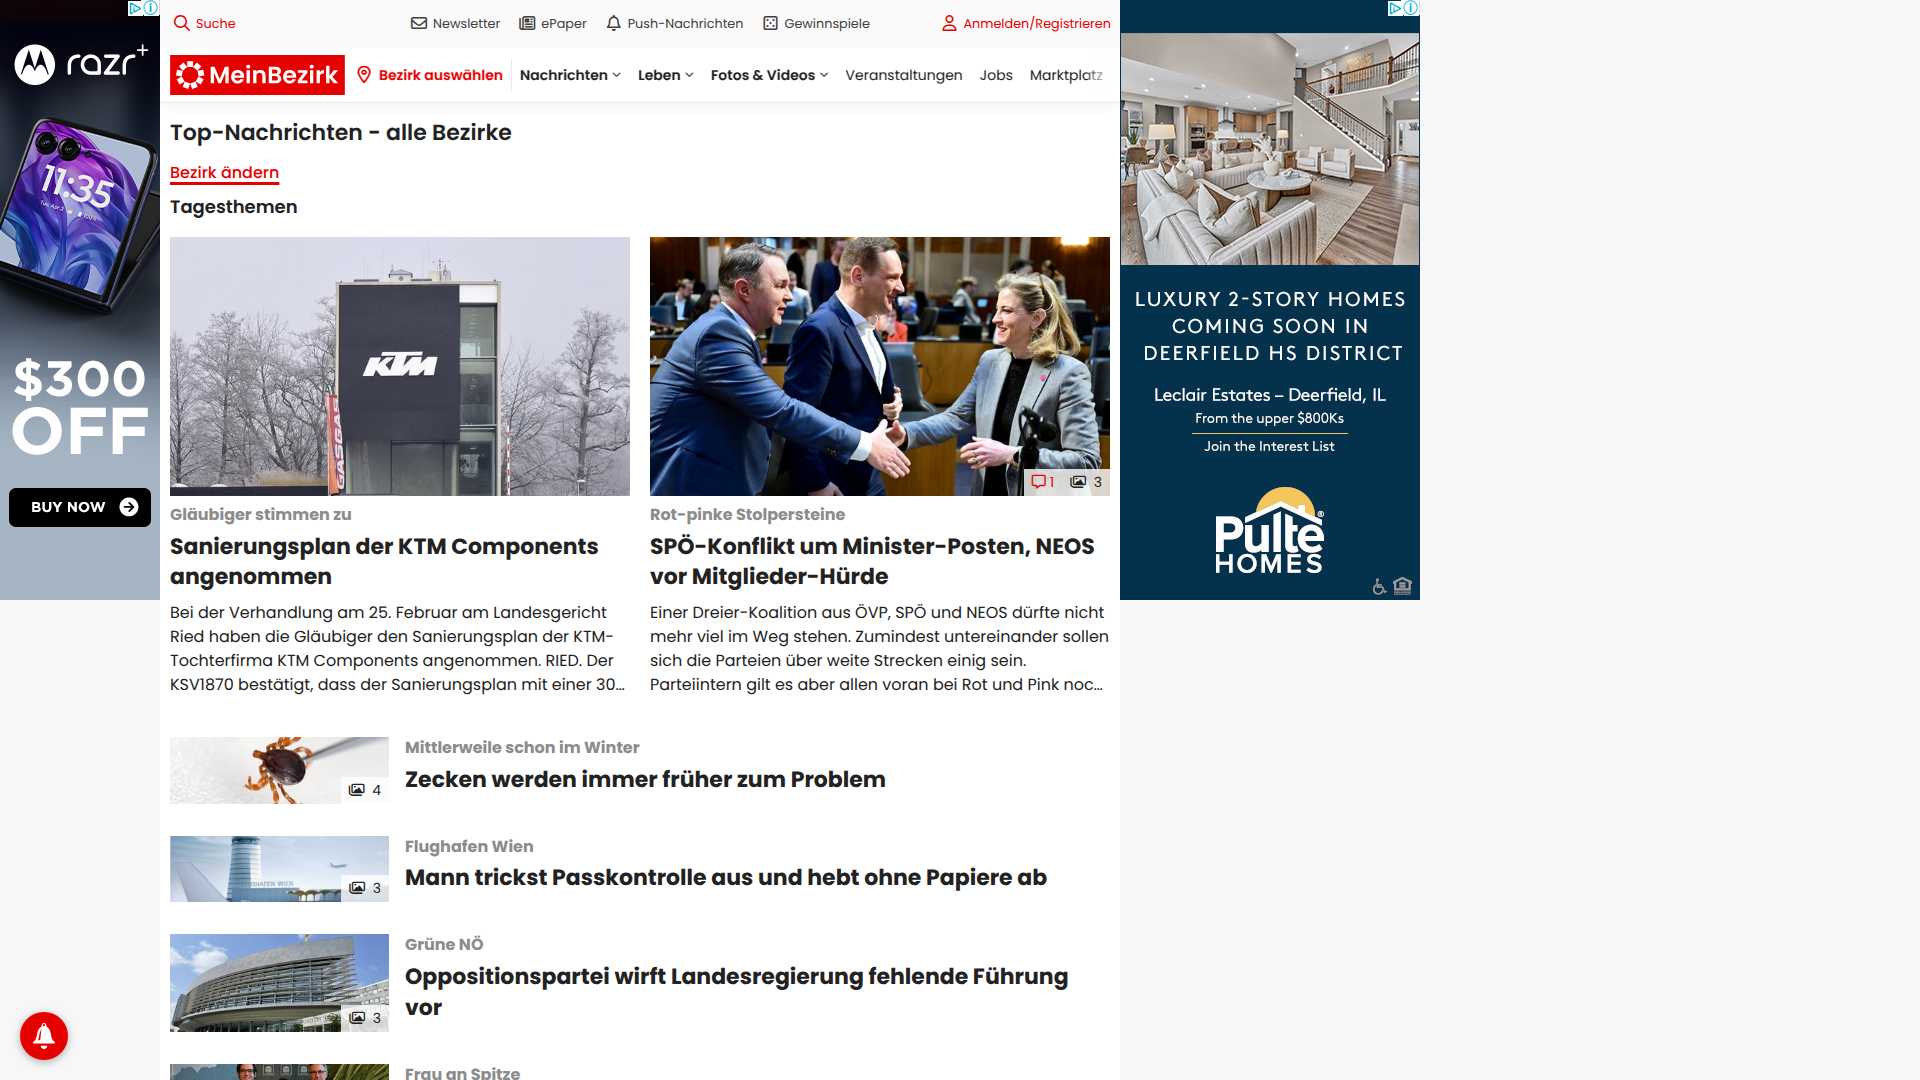 Suche
Newsletter
ePaper
Push-Nachrichten
Gewinnspiele
Anmelden/Registrieren
MeinBezirk
Bezirk auswählen
Nachrichten
Leben
Fotos & Videos
Veranstaltungen
Jobs
Marktplatz
razr+
11:35
$300
OFF
BUY NOW
Top-Nachrichten - alle Bezirke
Bezirk ändern
Tagesthemen
KTM
GASGAS
1
3
Gläubiger stimmen zu
Sanierungsplan der KTM Components
angenommen
Bei der Verhandlung am 25. Februar am Landesgericht
Ried haben die Gläubiger den Sanierungsplan der KTM-
Tochterfirma KTM Components angenommen. RIED. Der
KSV1870 bestätigt, dass der Sanierungsplan mit einer 30...
Rot-pinke Stolpersteine
SPÖ-Konflikt um Minister-Posten, NEOS
vor Mitglieder-Hürde
Einer Dreier-Koalition aus ÖVP, SPÖ und NEOS dürfte nicht
mehr viel im Weg stehen. Zumindest untereinander sollen
sich die Parteien über weite Strecken einig sein.
Parteiintern gilt es aber allen voran bei Rot und Pink noc...
4
Mittlerweile schon im Winter
Zecken werden immer früher zum Problem
3
Flughafen Wien
Mann trickst Passkontrolle aus und hebt ohne Papiere ab
3
Grüne NÖ
Oppositionspartei wirft Landesregierung fehlende Führung
vor
Frau an Spitze
LUXURY 2-STORY HOMES
COMING SOON IN
DEERFIELD HS DISTRICT
Leclair Estates – Deerfield, IL
From the upper $800Ks
Join the Interest List
Pulte®
HOMES